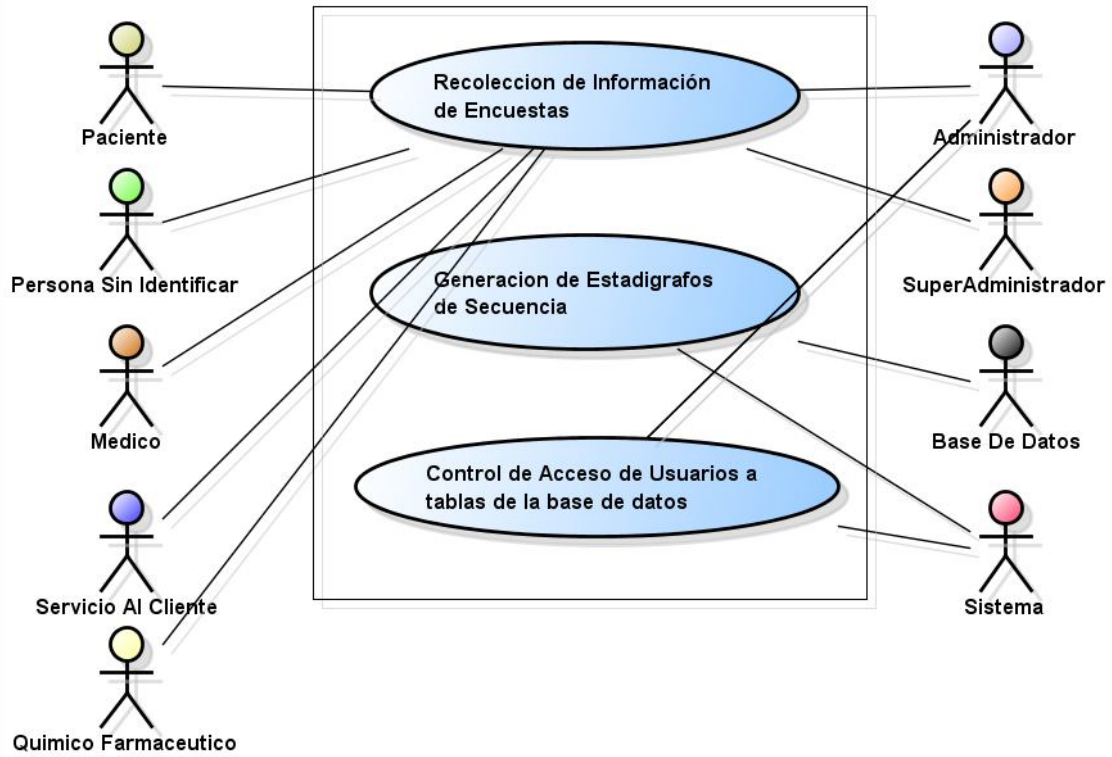 Paciente
Persona Sin Identificar
Medico
Servicio Al Cliente
Quimico Farmaceutico
Recoleccion de Información
de Encuestas
Generacion de Estadigrafos
de Secuencia
Control de Acceso de Usuarios a
tablas de la base de datos
Administrador
SuperAdministrador
Base De Datos
Sistema